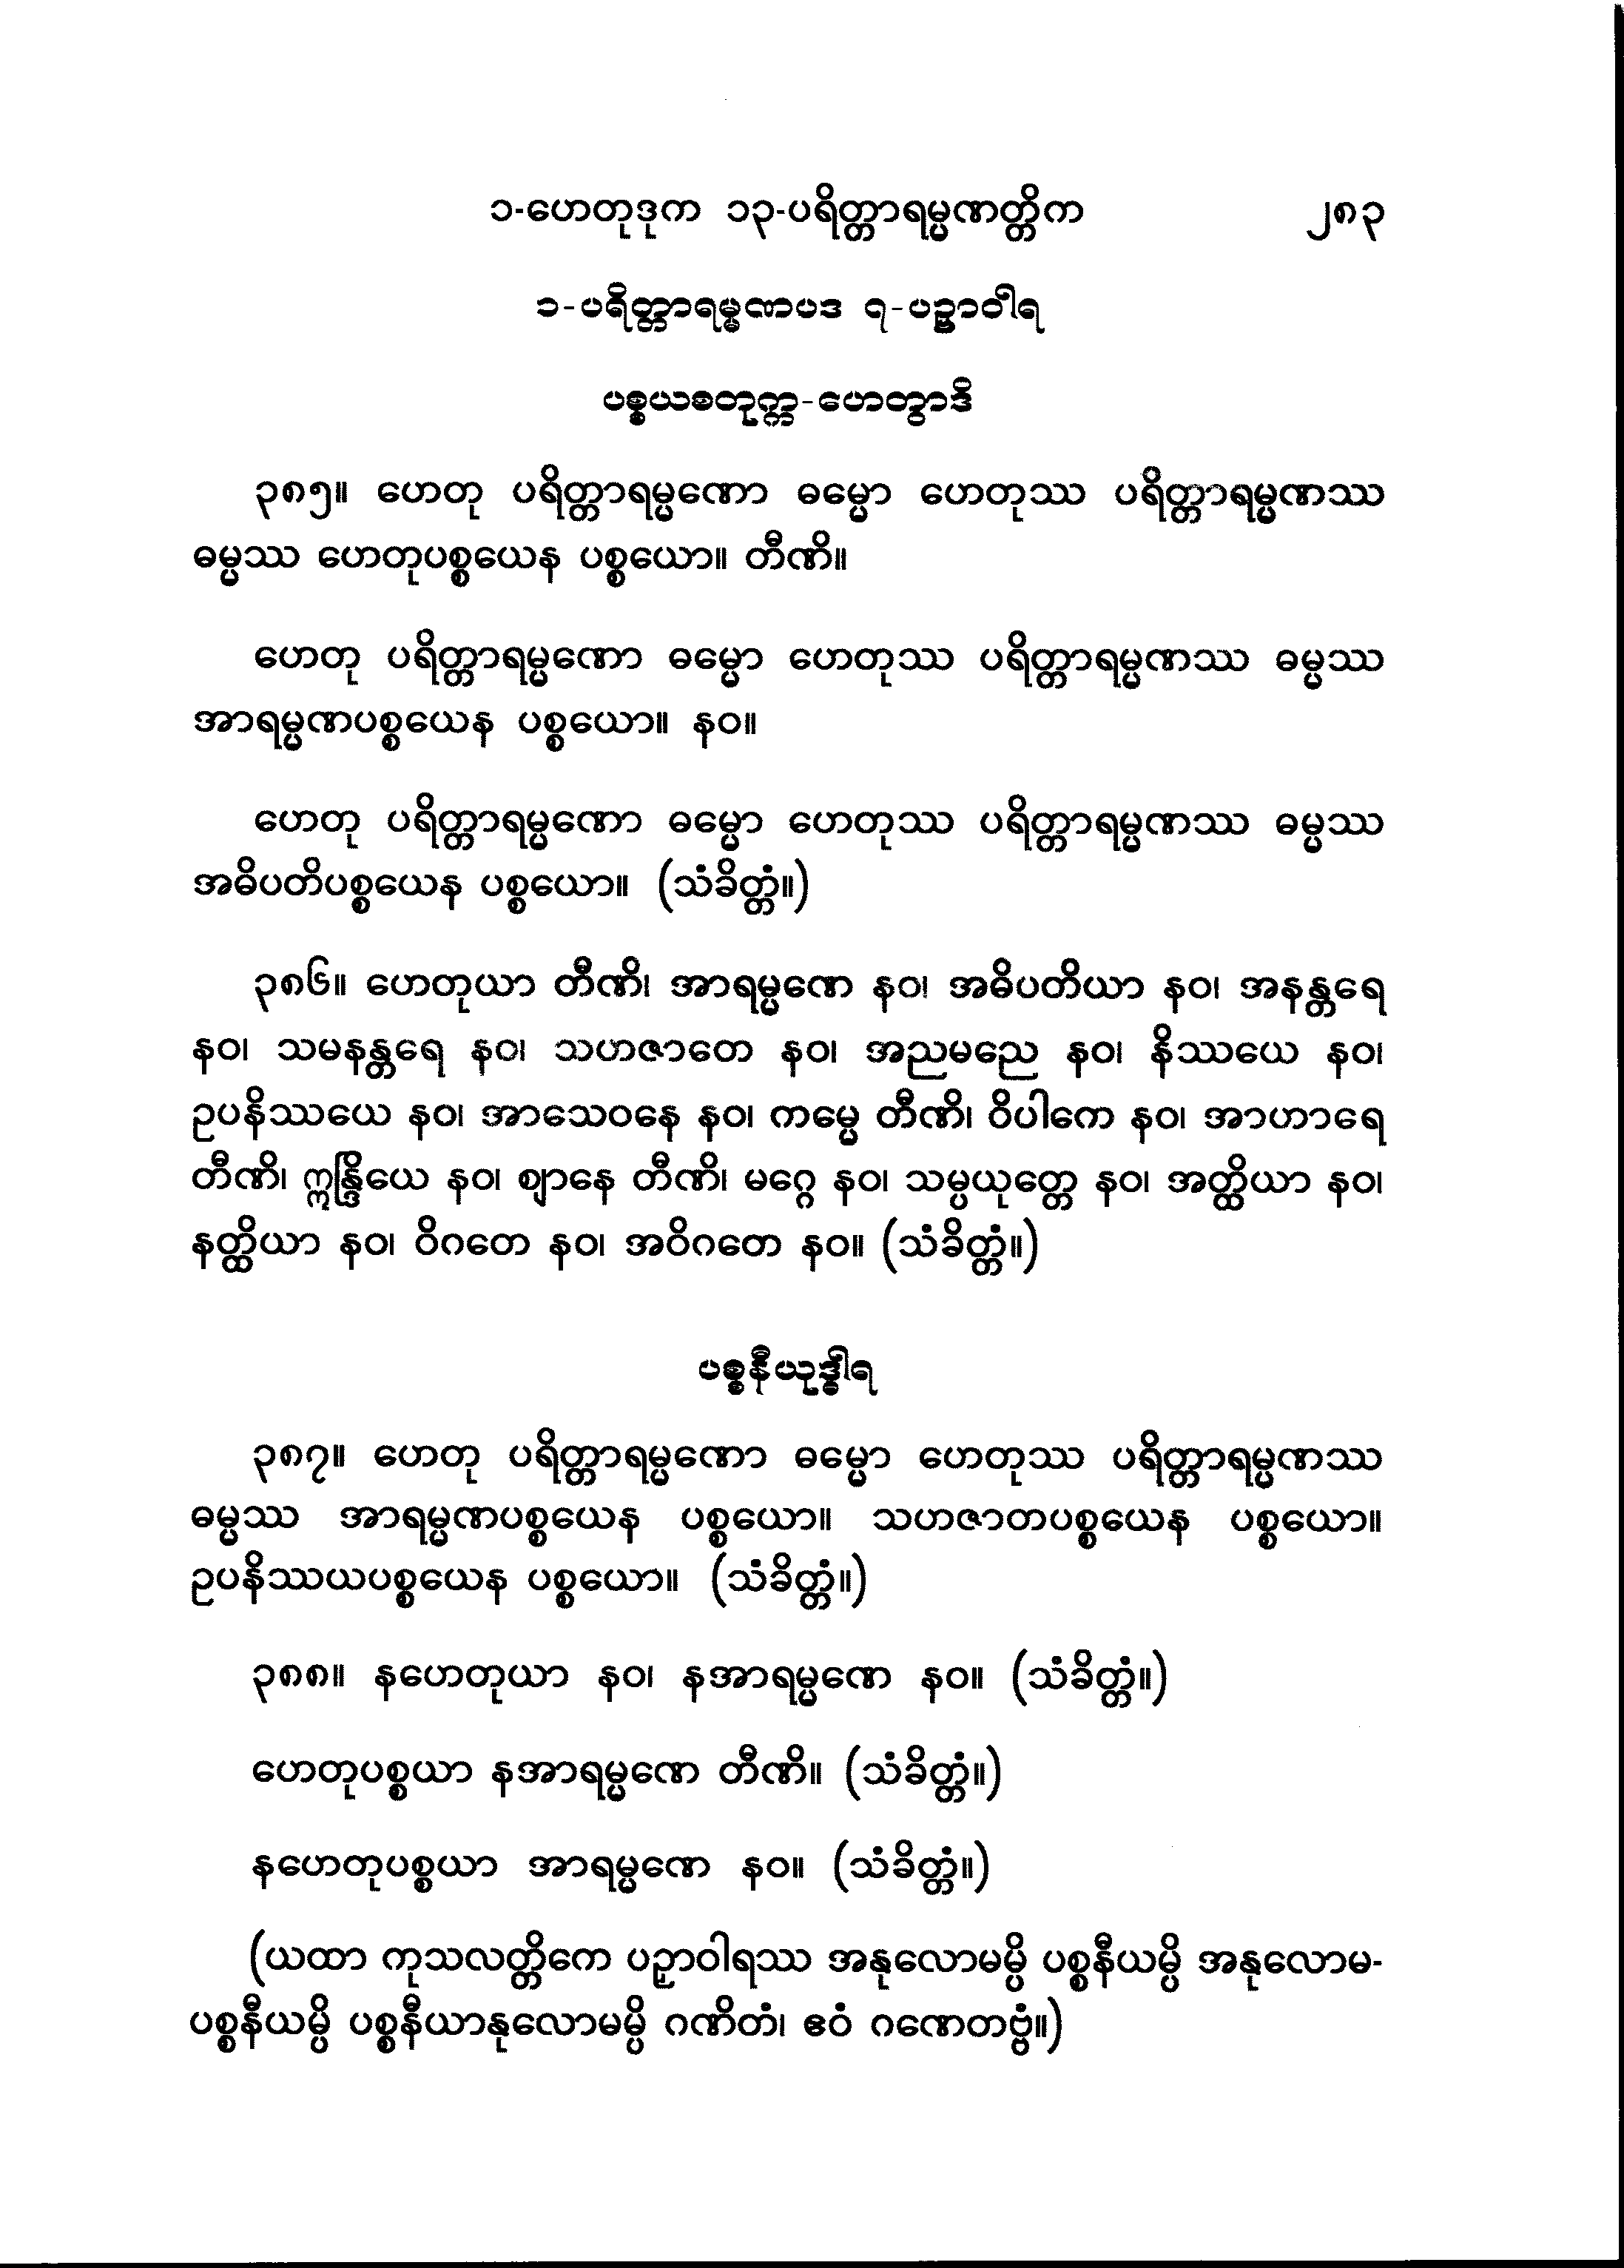 ၁-ဟေတုဒုက ၁၃-ပရိတ္တာရမ္မဏတ္တိက ၂၈၃
၁-ပရိတ္တာရမ္မဏပဒ ၇-ပဉှာဝါရ
ပစ္စယစတုက္က-ဟေတွာဒိ
၃၈၅။ ဟေတု ပရိတ္တာရမ္မဏော ဓမ္မော ဟေတုဿ ပရိတ္တာရမ္မဏဿ
ဓမ္မဿ ဟေတုပစ္စယေန ပစ္စယော။ တီဏိ။
ဟေတု ပရိတ္တာရမ္မဏော ဓမ္မော ဟေတုဿ ပရိတ္တာရမ္မဏဿ ဓမ္မဿ
အာရမ္မဏပစ္စယေန ပစ္စယော။ နဝ။
ဟေတု ပရိတ္တာရမ္မဏော ဓမ္မော ဟေတုဿ ပရိတ္တာရမ္မဏဿ ဓမ္မဿ
အဓိပတိပစ္စယေန ပစ္စယော။ (သံခိတ္တံ။)
၃၈၆။ ဟေတုယာ တီဏိ၊ အာရမ္မဏေ နဝ၊ အဓိပတိယာ နဝ၊ အနန္တရေ
နဝ၊ သမနန္တရေ နဝ၊ သဟဇာတေ နဝ၊ အညမညေ နဝ၊ နိဿယေ နဝ၊
ဥပနိဿယေ နဝ၊ အာသေဝနေ နဝ၊ ကမ္မေ တီဏိ၊ ဝိပါကေ နဝ၊ အာဟာရေ
တီဏိ၊ ဣန္ဒြိယေ နဝ၊ ဈာနေ တီဏိ၊ မဂ္ဂေ နဝ၊ သမ္ပယုတ္တေ နဝ၊ အတ္ထိယာ နဝ၊
နတ္ထိယာ နဝ၊ ဝိဂတေ နဝ၊ အဝိဂတေ နဝ။ (သံခိတ္တံ။)
ပစ္စနီယုဒ္ဓါရ
၃၈၇။ ဟေတု ပရိတ္တာရမ္မဏော ဓမ္မော ဟေတုဿ ပရိတ္တာရမ္မဏဿ
ဓမ္မဿ အာရမ္မဏပစ္စယေန ပစ္စယော။ သဟဇာတပစ္စယေန ပစ္စယော။
ဥပနိဿယပစ္စယေန ပစ္စယော။ (သံခိတ္တံ။)
၃၈၈။ နဟေတုယာ နဝ၊ နအာရမ္မဏေ နဝ။ (သံခိတ္တံ။)
ဟေတုပစ္စယာ နအာရမ္မဏေ တီဏိ။ (သံခိတ္တံ။)
နဟေတုပစ္စယာ အာရမ္မဏေ နဝ။ (သံခိတ္တံ။)
(ယထာ ကုသလတ္တိကေ ပဉှာဝါရဿ အနုလောမမ္ပိ ပစ္စနီယမ္ပိ အနုလောမ-
ပစ္စနီယမ္ပိ ပစ္စနီယာနုလောမမ္ပိ ဂဏိတံ၊ ဧဝံ ဂဏေတဗ္ဗံ။)